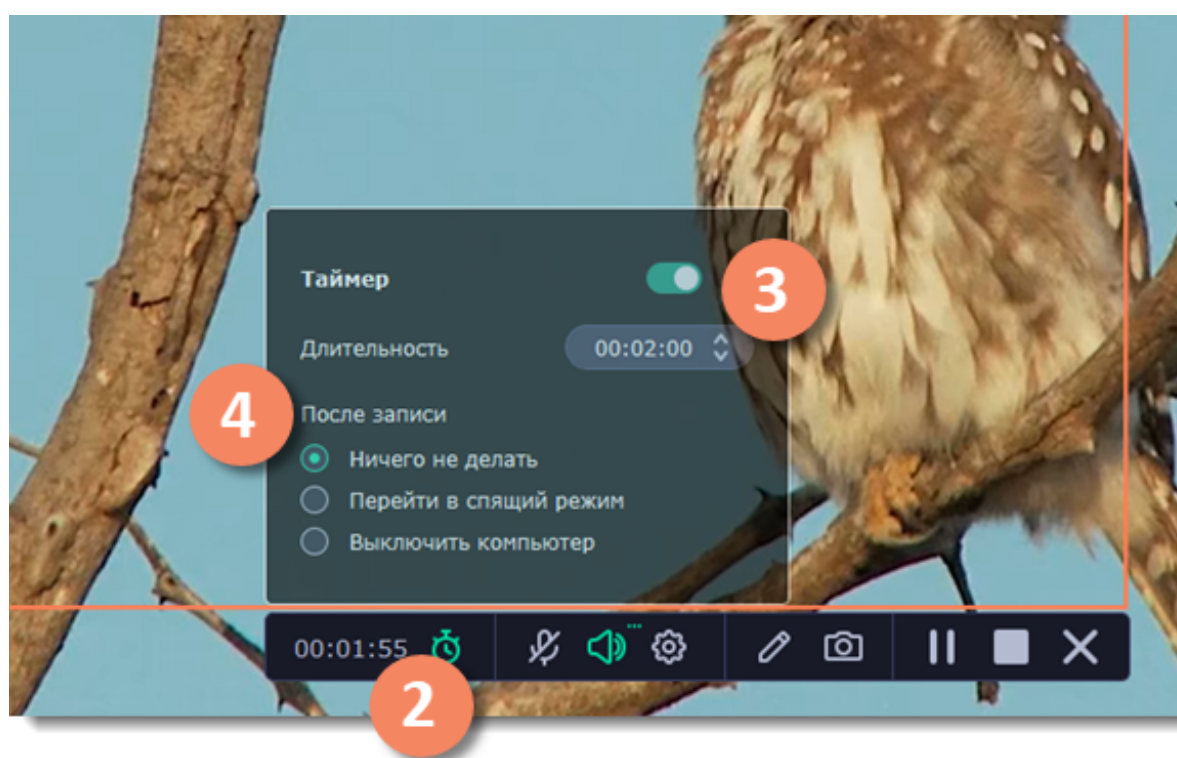 Таймер
3
Длительность 00:02:00
4
После записи
Ничего не делать
Перейти в спящий режим
Выключить компьютер
00:01:55
2